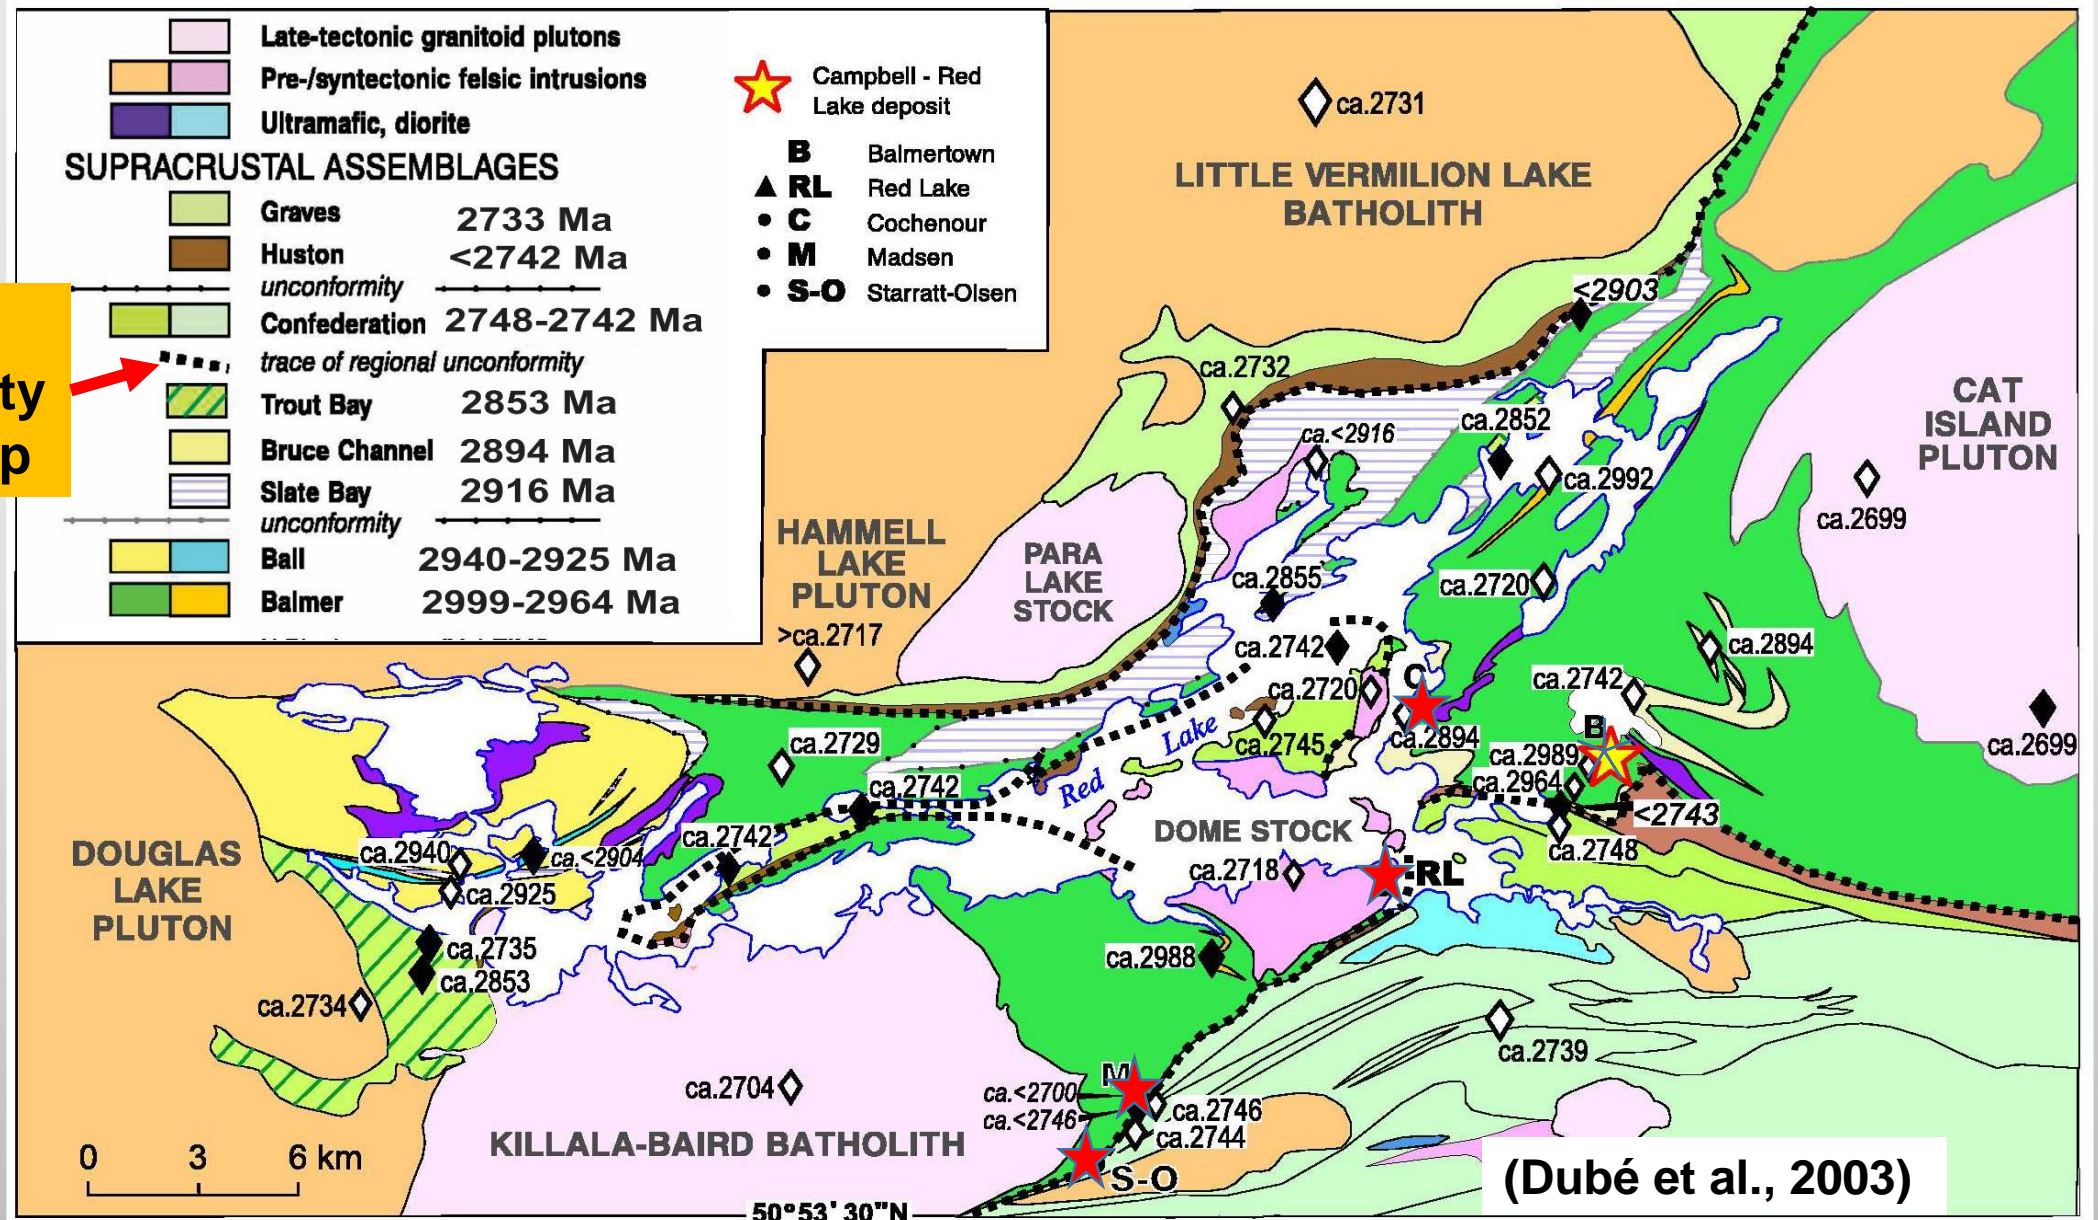 Late-tectonic granitoid plutons
Pre-/syntectonic felsic intrusions
Ultramafic, diorite
SUPRACRUSTAL ASSEMBLAGES
Graves 2733 Ma
Huston <2742 Ma
unconformity
Confederation 2748-2742 Ma
trace of regional unconformity
Trout Bay 2853 Ma
Bruce Channel 2894 Ma
Slate Bay 2916 Ma
unconformity
Ball 2940-2925 Ma
Balmer 2999-2964 Ma
ty
p
Campbell - Red
Lake deposit
B Balmertown
RL Red Lake
C Cochenour
M Madsen
S-O Starratt-Olsen
ca.2731
LITTLE VERMILION LAKE
BATHOLITH
<2903
ca.2732
ca.<2916
ca.2852
ca.2992
CAT
ISLAND
PLUTON
ca.2699
HAMMELL
LAKE
PLUTON
>ca.2717
PARA
LAKE
STOCK
ca.2855
ca.2720
ca.2742
ca.2894
ca.2720
C
ca.2742
ca.2745
ca.2894
B
ca.2989
ca.2964
<2743
ca.2748
ca.2699
Red Lake
ca.2729
ca.2742
ca.2742
DOME STOCK
ca.2718
RL
DOUGLAS
LAKE
PLUTON
ca.2940
ca.<2904
ca.2925
ca.2735
ca.2853
ca.2734
ca.2988
ca.2739
ca.2704
M
ca.<2700
ca.<2746
ca.2746
ca.2744
KILLALA-BAIRD BATHOLITH
S-O
0 3 6 km
50°53'30"N
(Dubé et al., 2003)